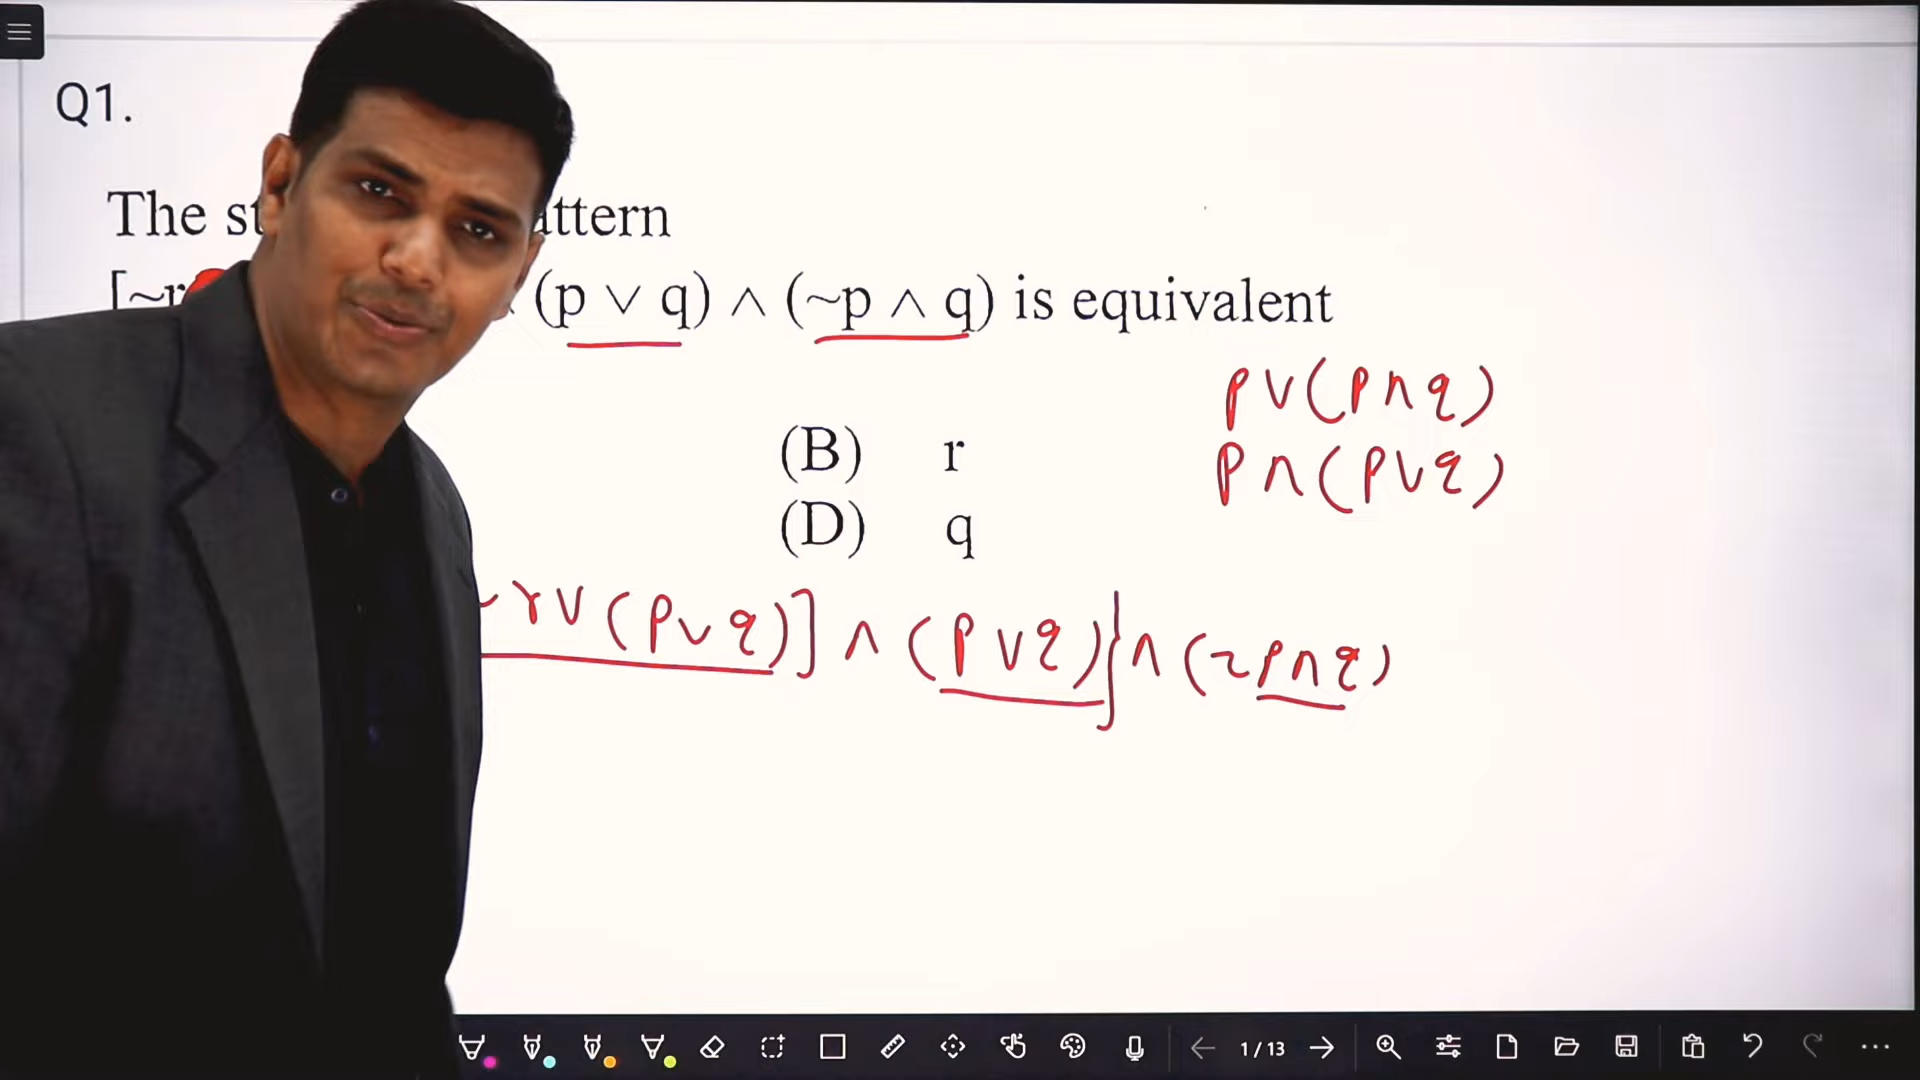 Q1.
The st ttern
[~r (p ∨ q) ∧ (~p ∧ q) is equivalent
p ∨ (p ∧ q)
(B) r
p ∧ (p ∨ q)
(D) q
~ r ∨ (p ∨ q)] ∧ (p ∨ q)} ∧ (~p ∧ q)
1 / 13